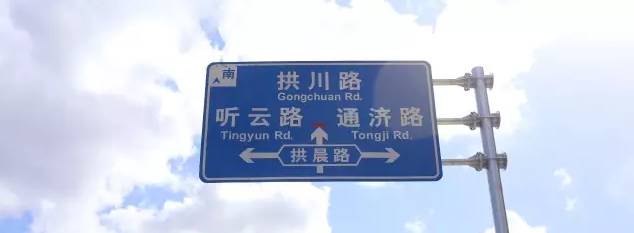 南
拱川路
Gongchuan Rd.
听云路 通济路
Tingyun Rd. Tongji Rd.
拱晨路